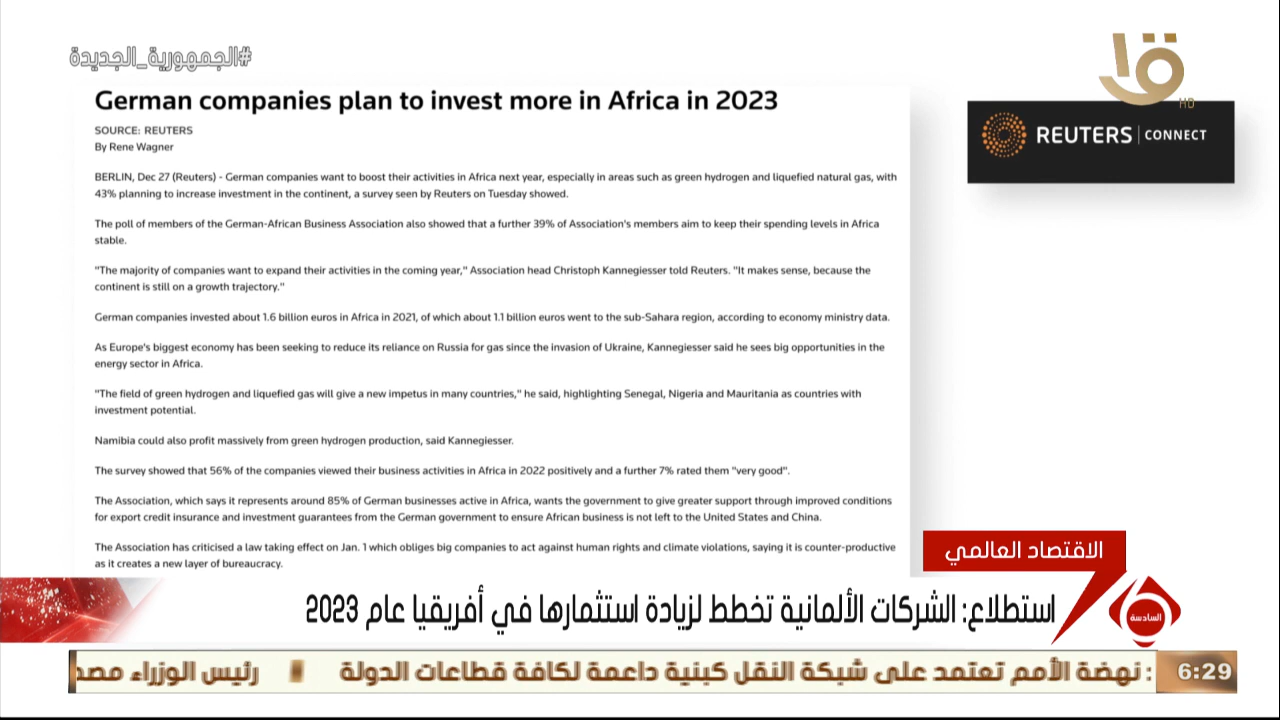 #الجمهورية_الجديدة
HD
German companies plan to invest more in Africa in 2023
REUTERS | CONNECT
SOURCE: REUTERS
By Rene Wagner
BERLIN, Dec 27 (Reuters) - German companies want to boost their activities in Africa next year, especially in areas such as green hydrogen and liquefied natural gas, with
43% planning to increase investment in the continent, a survey seen by Reuters on Tuesday showed.
The poll of members of the German-African Business Association also showed that a further 39% of Association's members aim to keep their spending levels in Africa
stable.
"The majority of companies want to expand their activities in the coming year," Association head Christoph Kannegiesser told Reuters. "It makes sense, because the
continent is still on a growth trajectory."
German companies invested about 1.6 billion euros in Africa in 2021, of which about 1.1 billion euros went to the sub-Sahara region, according to economy ministry data.
As Europe's biggest economy has been seeking to reduce its reliance on Russia for gas since the invasion of Ukraine, Kannegiesser said he sees big opportunities in the
energy sector in Africa.
"The field of green hydrogen and liquefied gas will give a new impetus in many countries," he said, highlighting Senegal, Nigeria and Mauritania as countries with
investment potential.
Namibia could also profit massively from green hydrogen production, said Kannegiesser.
The survey showed that 56% of the companies viewed their business activities in Africa in 2022 positively and a further 7% rated them "very good".
The Association, which says it represents around 85% of German businesses active in Africa, wants the government to give greater support through improved conditions
for export credit insurance and investment guarantees from the German government to ensure African business is not left to the United States and China.
The Association has criticised a law taking effect on Jan. 1 which obliges big companies to act against human rights and climate violations, saying it is counter-productive
as it creates a new layer of bureaucracy.
الاقتصاد العالمي
السادسة
استطلاع: الشركات الألمانية تخطط لزيادة استثمارها في أفريقيا عام 2023
6:29
: نهضة الأمم تعتمد على شبكة النقل كبنية داعمة لكافة قطاعات الدولة
رئيس الوزراء